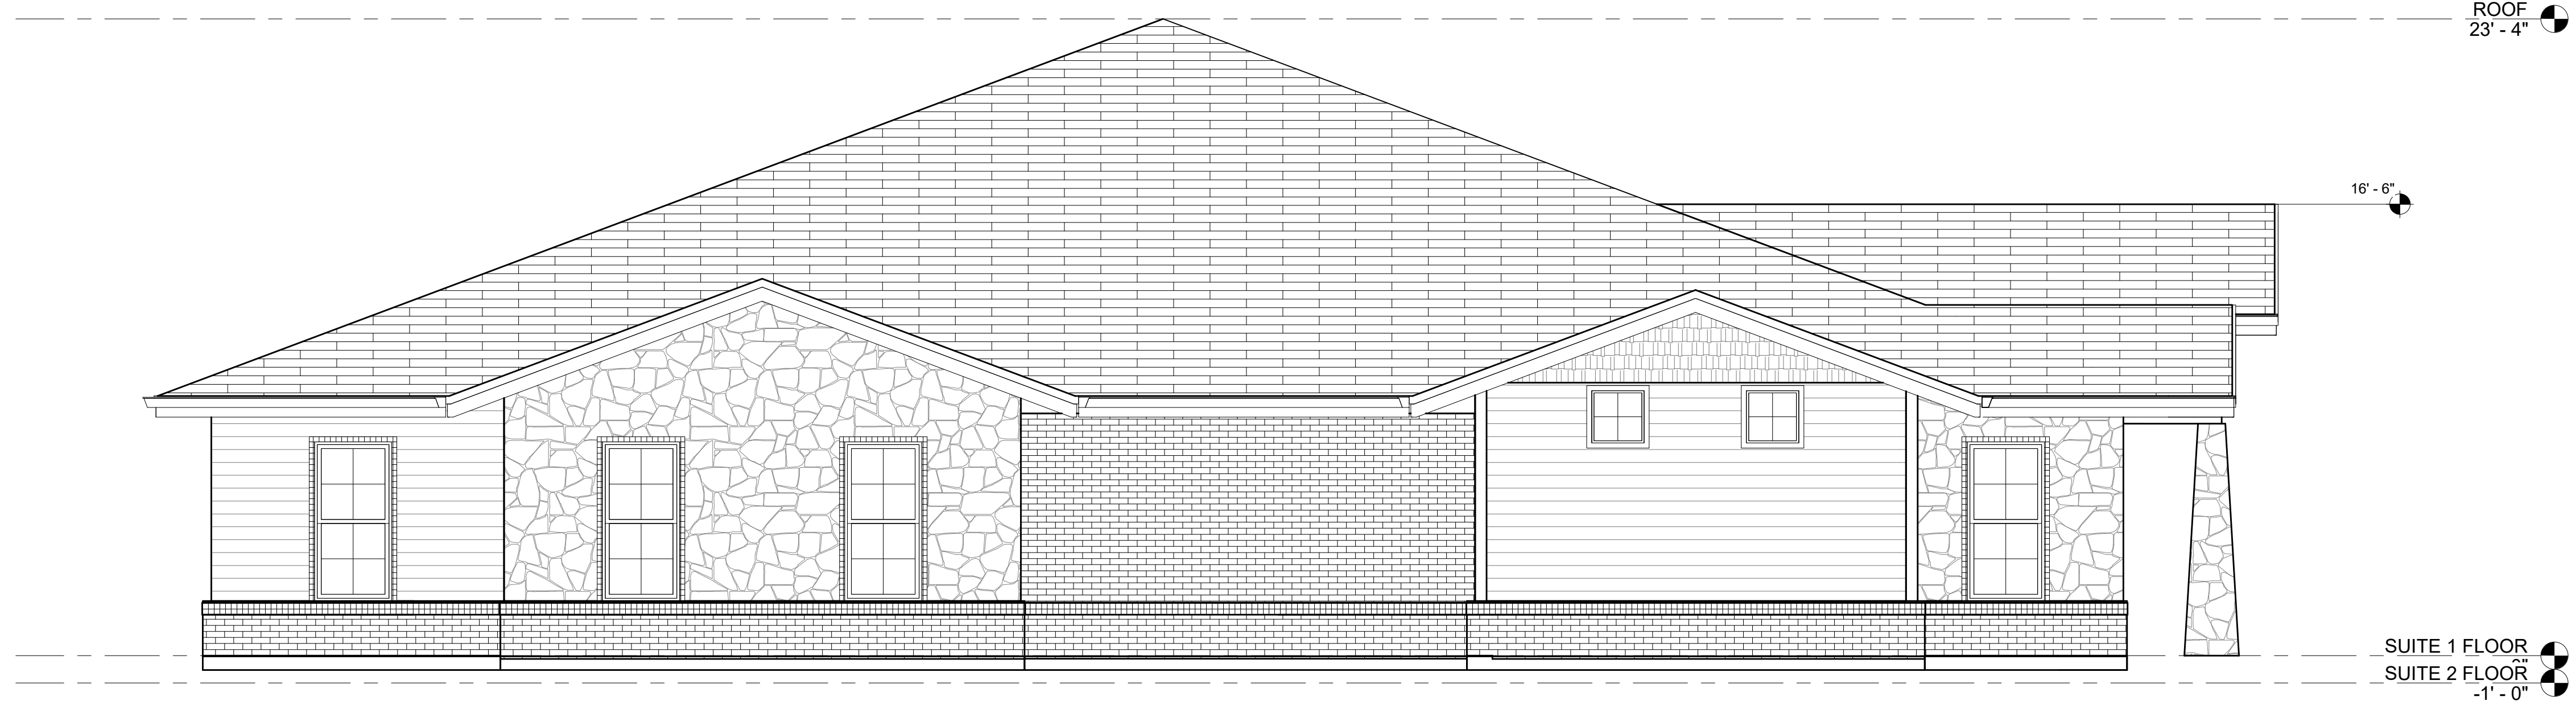 ROOF
23' - 4"
16' - 6"
SUITE 1 FLOOR
SUITE 2 FLOOR
-1' - 0"